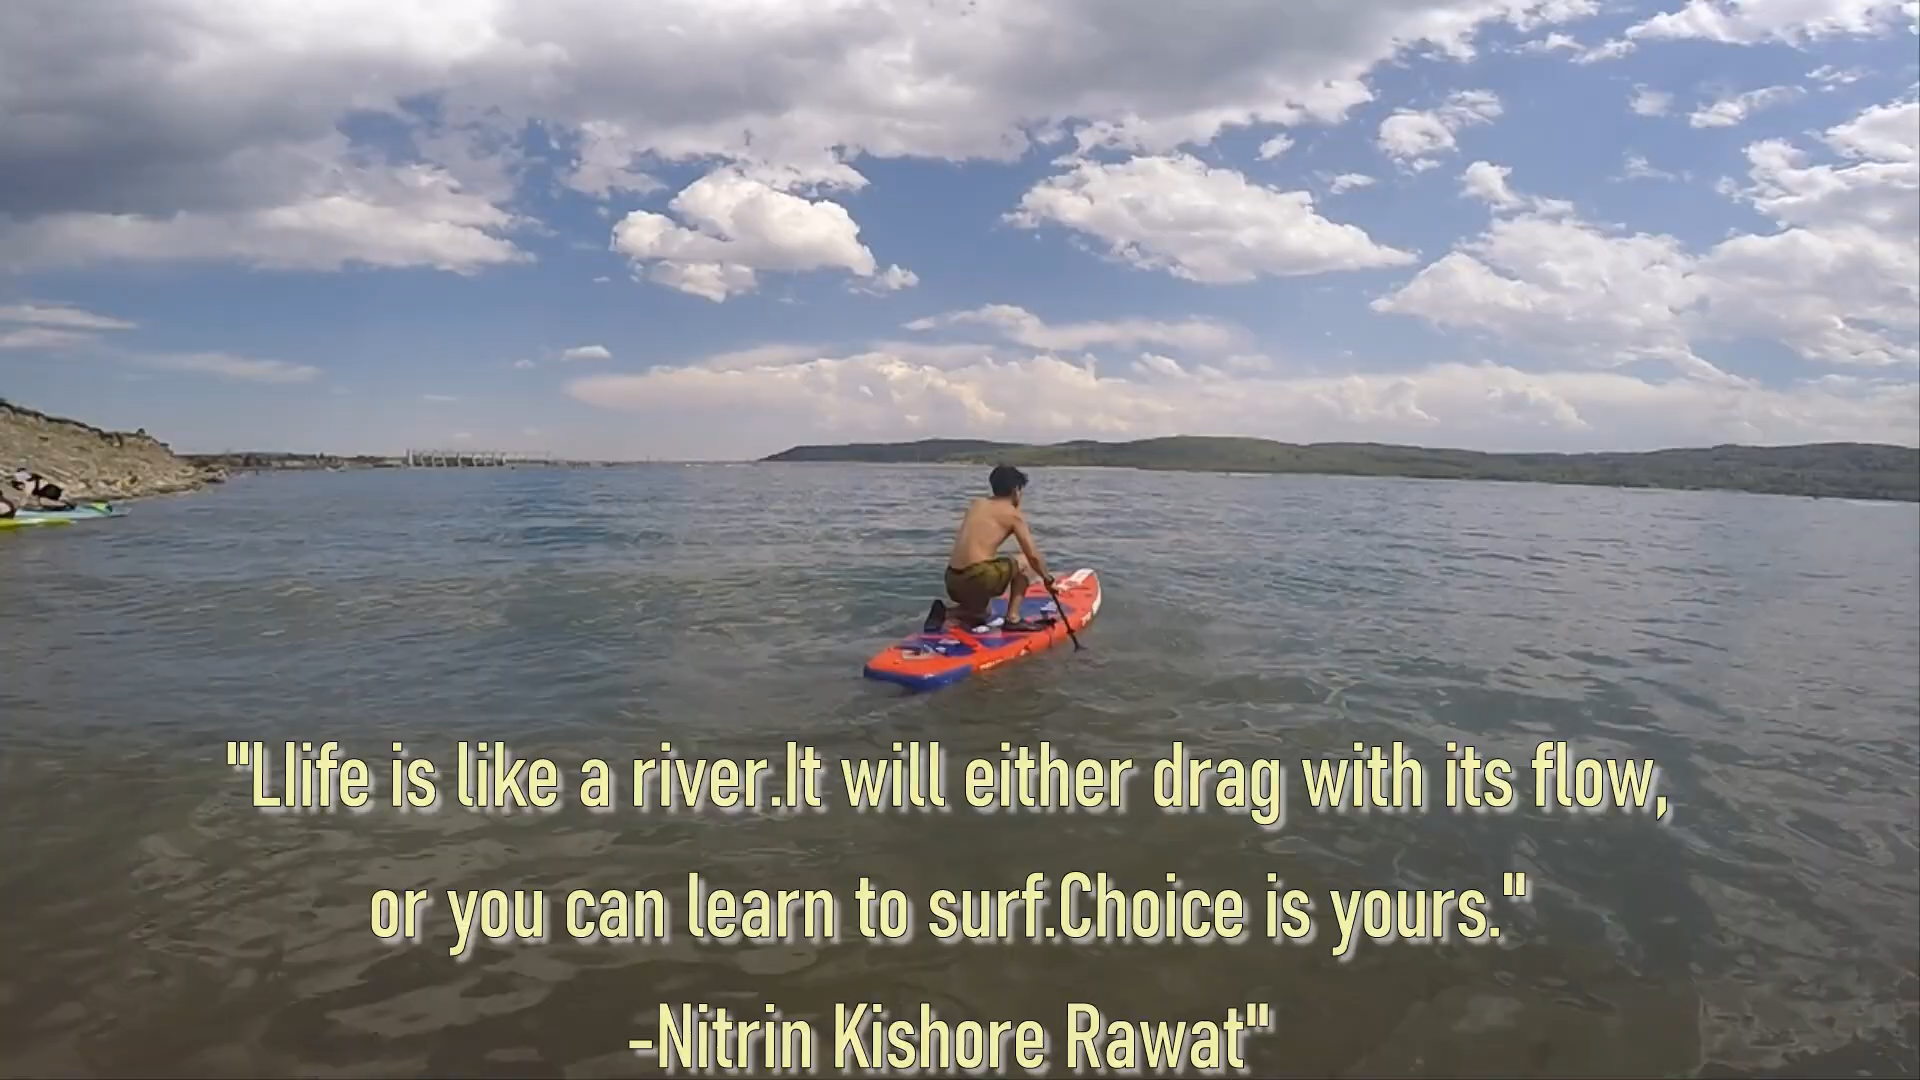 "Llife is like a river.It will either drag with its flow,
or you can learn to surf.Choice is yours."
-Nitrin Kishore Rawat"